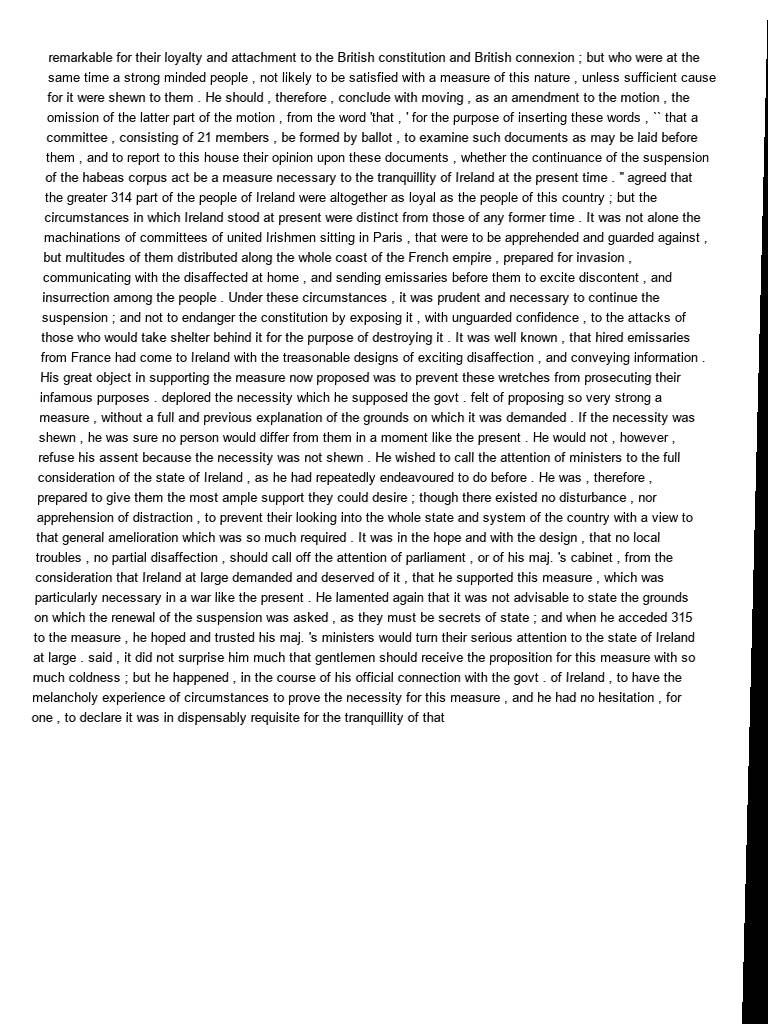 remarkable for their loyalty and attachment to the British constitution and British connexion ; but who were at the
same time a strong minded people , not likely to be satisfied with a measure of this nature , unless sufficient cause
for it were shewn to them . He should , therefore , conclude with moving , as an amendment to the motion , the
omission of the latter part of the motion , from the word 'that , ' for the purpose of inserting these words , `` that a
committee , consisting of 21 members , be formed by ballot , to examine such documents as may be laid before
them , and to report to this house their opinion upon these documents , whether the continuance of the suspension
of the habeas corpus act be a measure necessary to the tranquillity of Ireland at the present time . " agreed that
the greater 314 part of the people of Ireland were altogether as loyal as the people of this country ; but the
circumstances in which Ireland stood at present were distinct from those of any former time . It was not alone the
machinations of committees of united Irishmen sitting in Paris , that were to be apprehended and guarded against ,
but multitudes of them distributed along the whole coast of the French empire , prepared for invasion ,
communicating with the disaffected at home , and sending emissaries before them to excite discontent , and
insurrection among the people . Under these circumstances , it was prudent and necessary to continue the
suspension ; and not to endanger the constitution by exposing it , with unguarded confidence , to the attacks of
those who would take shelter behind it for the purpose of destroying it . It was well known , that hired emissaries
from France had come to Ireland with the treasonable designs of exciting disaffection , and conveying information .
His great object in supporting the measure now proposed was to prevent these wretches from prosecuting their
infamous purposes . deplored the necessity which he supposed the govt . felt of proposing so very strong a
measure , without a full and previous explanation of the grounds on which it was demanded . If the necessity was
shewn , he was sure no person would differ from them in a moment like the present . He would not , however ,
refuse his assent because the necessity was not shewn . He wished to call the attention of ministers to the full
consideration of the state of Ireland , as he had repeatedly endeavoured to do before . He was , therefore ,
prepared to give them the most ample support they could desire ; though there existed no disturbance , nor
apprehension of distraction , to prevent their looking into the whole state and system of the country with a view to
that general amelioration which was so much required . It was in the hope and with the design , that no local
troubles , no partial disaffection , should call off the attention of parliament , or of his maj. 's cabinet , from the
consideration that Ireland at large demanded and deserved of it , that he supported this measure , which was
particularly necessary in a war like the present . He lamented again that it was not advisable to state the grounds
on which the renewal of the suspension was asked , as they must be secrets of state ; and when he acceded 315
to the measure , he hoped and trusted his maj. 's ministers would turn their serious attention to the state of Ireland
at large . said , it did not surprise him much that gentlemen should receive the proposition for this measure with so
much coldness ; but he happened , in the course of his official connection with the govt . of Ireland , to have the
melancholy experience of circumstances to prove the necessity for this measure , and he had no hesitation , for
one , to declare it was in dispensably requisite for the tranquillity of that